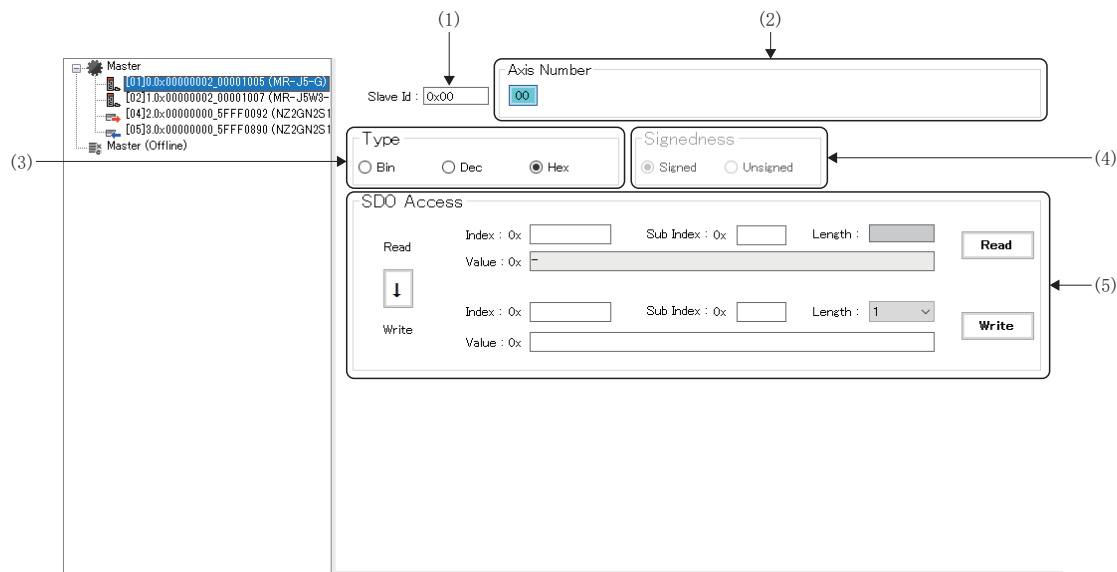 (1)
(2)
Master
[01]0.0x00000002_00001005 (MR-J5-G)
[02]1.0x00000002_00001007 (MR-J5W3-
[04]2.0x00000000_5FFF0092 (NZ2GN2S1
[05]3.0x00000000_5FFF0890 (NZ2GN2S1
Master (Offline)
Slave Id : 0x00
Axis Number
00
(3)
Type
Bin Dec Hex
Signedness
Signed Unsigned
(4)
SDO Access
Read
Index : 0x Sub Index : 0x Length : Read
Value : 0x -
↓
(5)
Write
Index : 0x Sub Index : 0x Length : 1 Write
Value : 0x